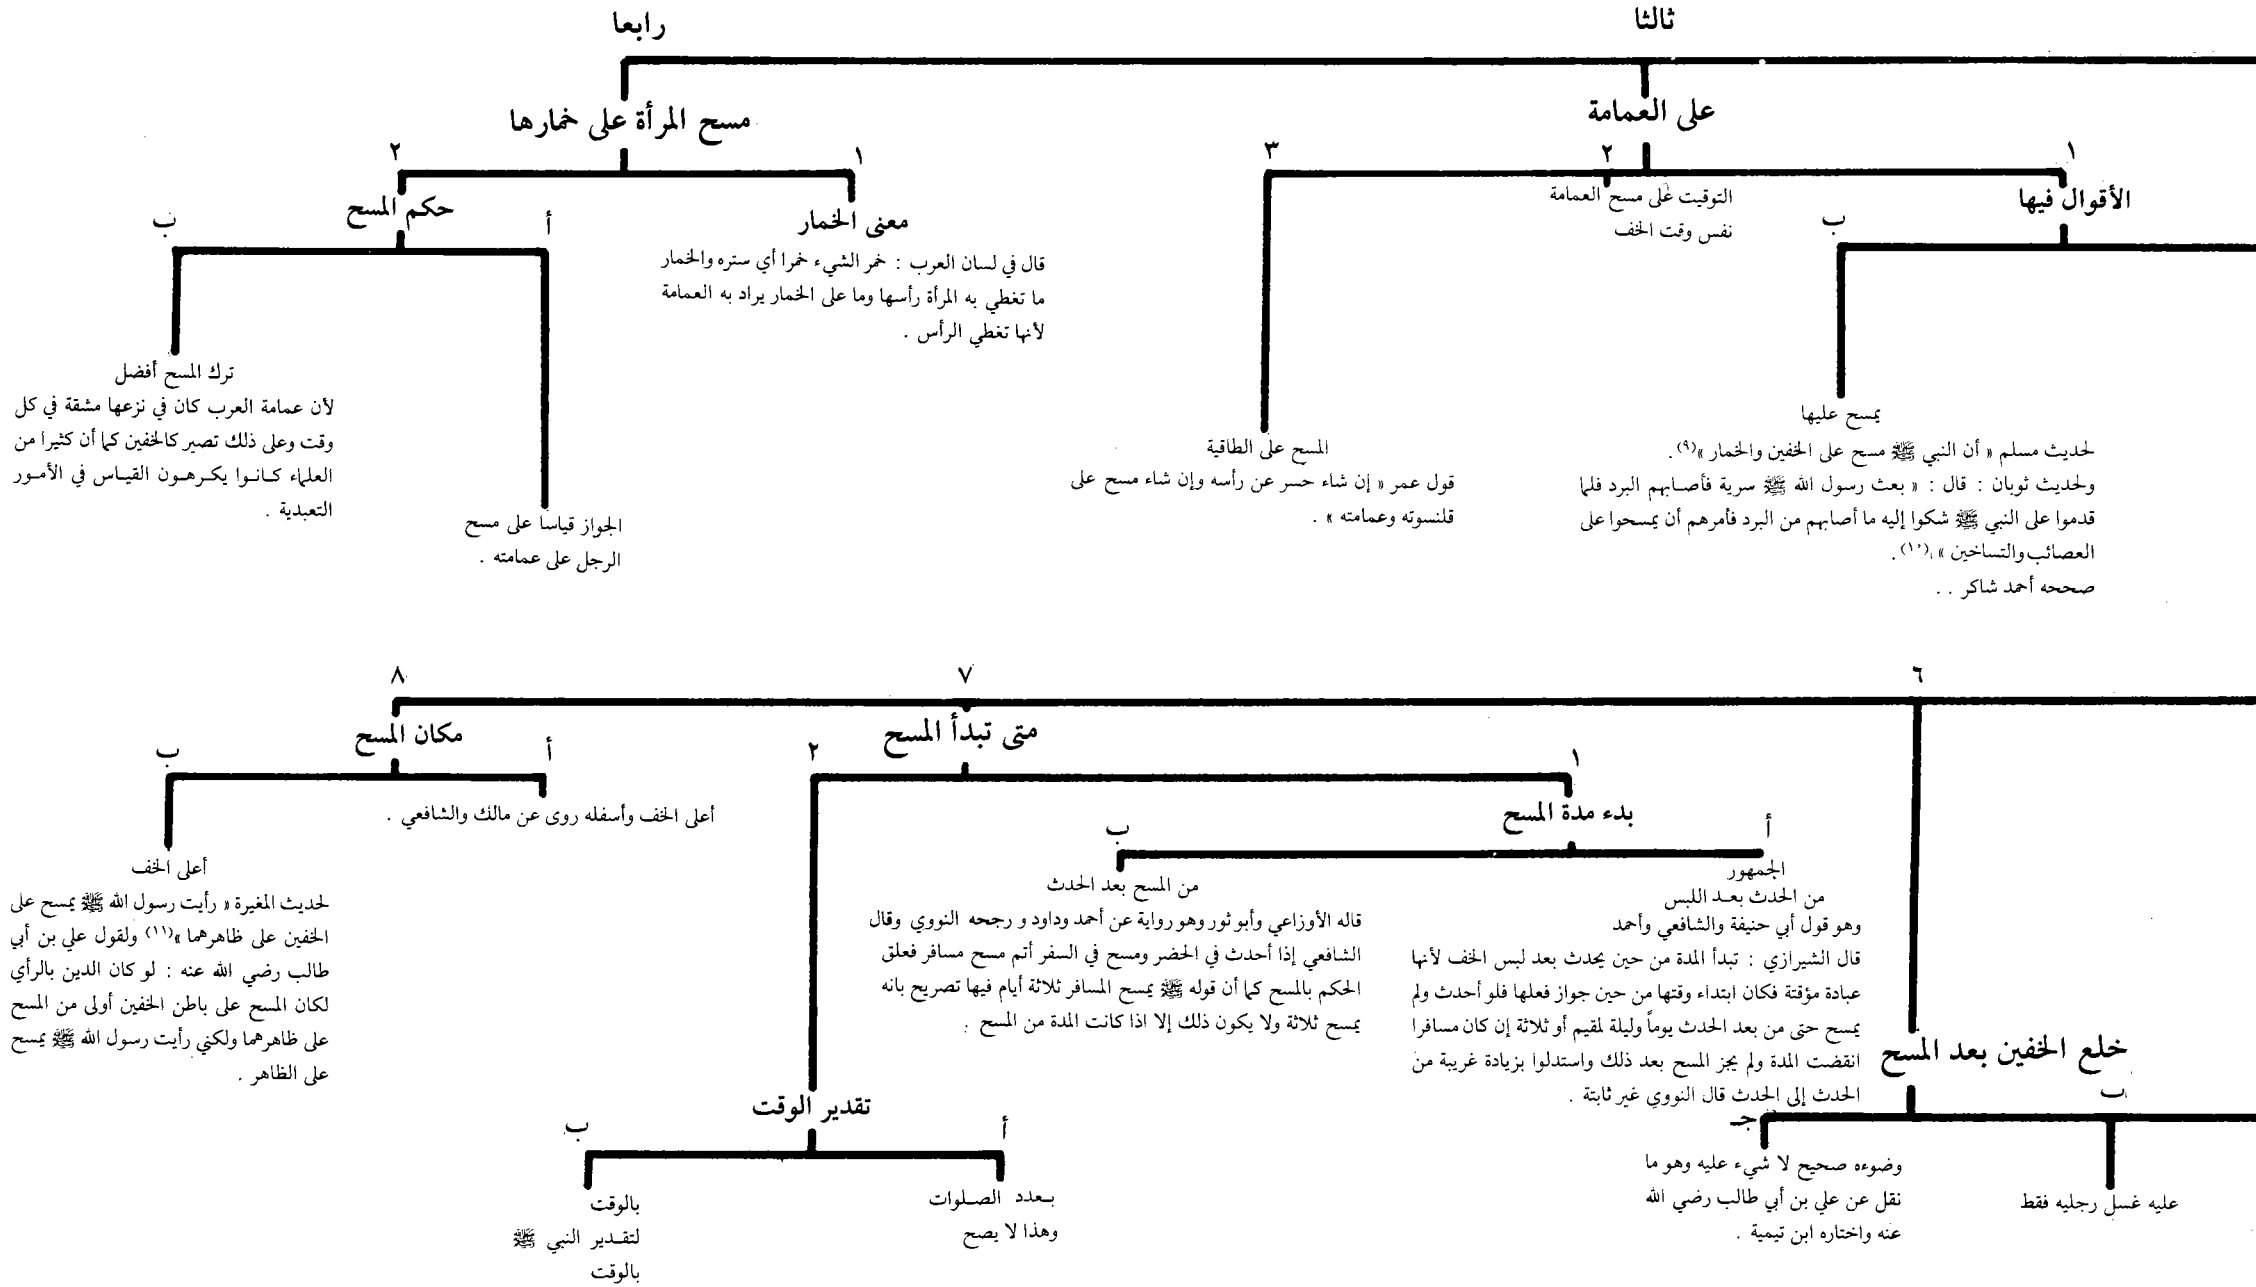 ثالثا
على العمامة
١
الأقوال فيها
ب
يمسح عليها
لحديث مسلم « أن النبي ﷺ مسح على الخفين والخمار »(٩).
ولحديث ثوبان : قال : « بعث رسول الله ﷺ سرية فأصابهم البرد فلما
قدموا على النبي ﷺ شكوا إليه ما أصابهم من البرد فأمرهم أن يمسحوا على
العصائب والتساخين »(١٠).
صححه أحمد شاكر . .
٢
التوقيت على مسح العمامة
نفس وقت الخف
٣
المسح على الطاقية
قول عمر « إن شاء حسر عن رأسه وإن شاء مسح على
قلنسوته وعمامته » .
رابعا
مسح المرأة على خمارها
١
معنى الخمار
قال في لسان العرب : خمر الشيء خمرا أي ستره والخمار
ما تغطي به المرأة رأسها وما على الخمار يراد به العمامة
لأنها تغطي الرأس .
٢
حكم المسح
أ
الجواز قياسا على مسح
الرجل على عمامته .
ب
ترك المسح أفضل
لأن عمامة العرب كان في نزعها مشقة في كل
وقت وعلى ذلك تصير كالخفين كما أن كثيرا من
العلماء كانوا يكرهون القياس في الأمور
التعبدية .
٦
خلع الخفين بعد المسح
ب
عليه غسل رجليه فقط
جـ
وضوءه صحيح لا شيء عليه وهو ما
نقل عن علي بن أبي طالب رضي الله
عنه واختاره ابن تيمية .
٧
متى تبدأ المسح
١
بدء مدة المسح
أ
الجمهور
من الحدث بعد اللبس
وهو قول أبي حنيفة والشافعي وأحمد
قال الشيرازي : تبدأ المدة من حين يحدث بعد لبس الخف لأنها
عبادة مؤقتة فكان ابتداء وقتها من حين جواز فعلها فلو أحدث ولم
يمسح حتى من بعد الحدث يوماً وليلة لمقيم أو ثلاثة إن كان مسافرا
انقضت المدة ولم يجز المسح بعد ذلك واستدلوا بزيادة غريبة من
الحدث إلى الحدث قال النووي غير ثابتة .
ب
من المسح بعد الحدث
قاله الأوزاعي وأبو ثور وهو رواية عن أحمد وداود و رجحه النووي وقال
الشافعي إذا أحدث في الحضر ومسح في السفر أتم مسح مسافر فعلق
الحكم بالمسح كما أن قوله ﷺ يمسح المسافر ثلاثة أيام فيها تصريح بانه
يمسح ثلاثة ولا يكون ذلك إلا اذا كانت المدة من المسح .
٢
تقدير الوقت
أ
بعدد الصلوات
وهذا لا يصح
ب
بالوقت
لتقدير النبي ﷺ
بالوقت
٨
مكان المسح
أ
أعلى الخف وأسفله روى عن مالك والشافعي .
ب
أعلى الخف
لحديث المغيرة « رأيت رسول الله ﷺ يمسح على
الخفين على ظاهرهما »(١١) ولقول علي بن أبي
طالب رضي الله عنه : لو كان الدين بالرأي
لكان المسح على باطن الخفين أولى من المسح
على ظاهرهما ولكني رأيت رسول الله ﷺ يمسح
على الظاهر .